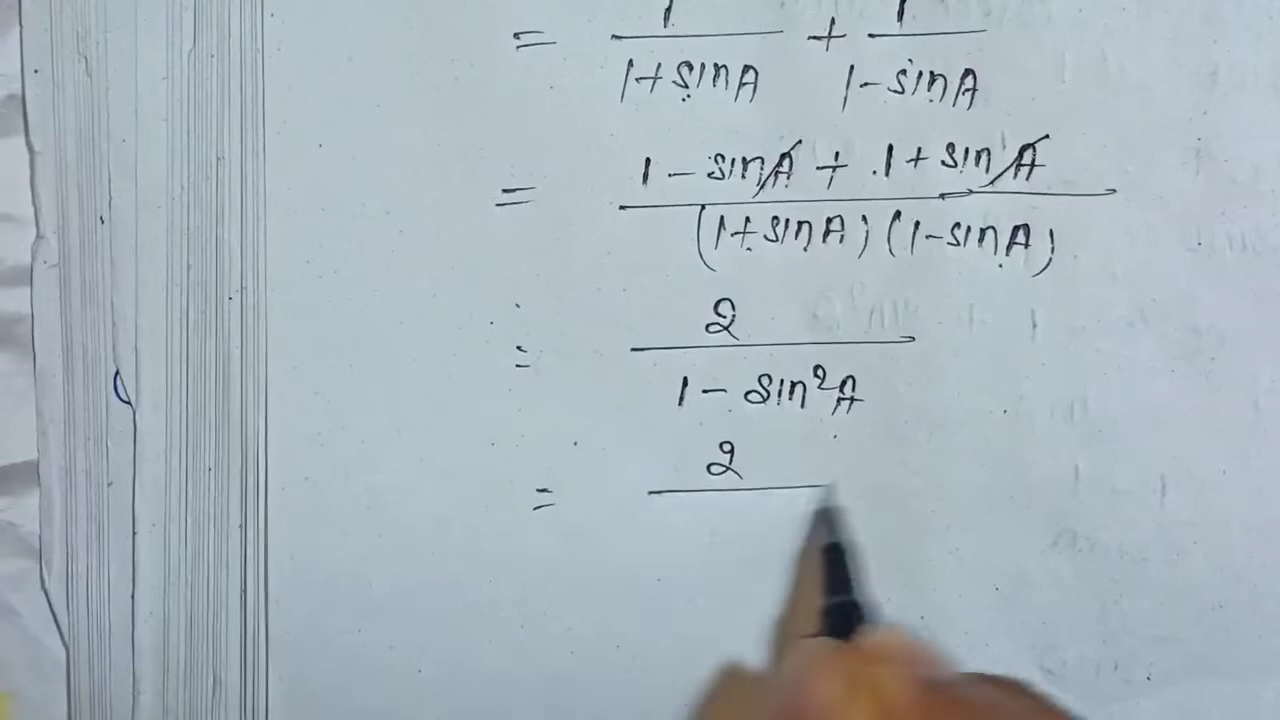 = 1/(1+sinA) + 1/(1-sinA)
= (1 - sinA + 1 + sinA)/((1+sinA)(1-sinA))
= 2/(1 - sin²A)
= 2